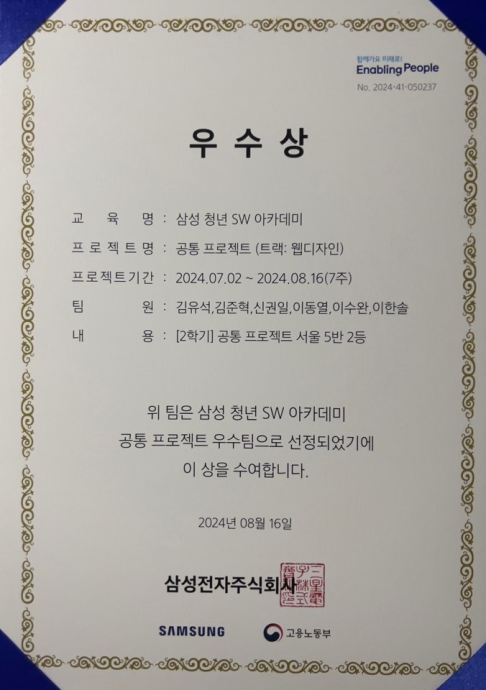 함께가요 미래로!
Enabling People
No. 2024-41-050237
우 수 상
교 육 명 : 삼성 청년 SW 아카데미
프로젝트명 : 공통 프로젝트 (트랙: 웹디자인)
프로젝트기간 : 2024.07.02 ~ 2024.08.16(7주)
팀 원 : 김유석,김준혁,신권일,이동열,이수완,이한솔
내 용 : [2학기] 공통 프로젝트 서울 5반 2등
위 팀은 삼성 청년 SW 아카데미
공통 프로젝트 우수팀으로 선정되었기에
이 상을 수여합니다.
2024년 08월 16일
삼성전자주식회사
SAMSUNG 고용노동부